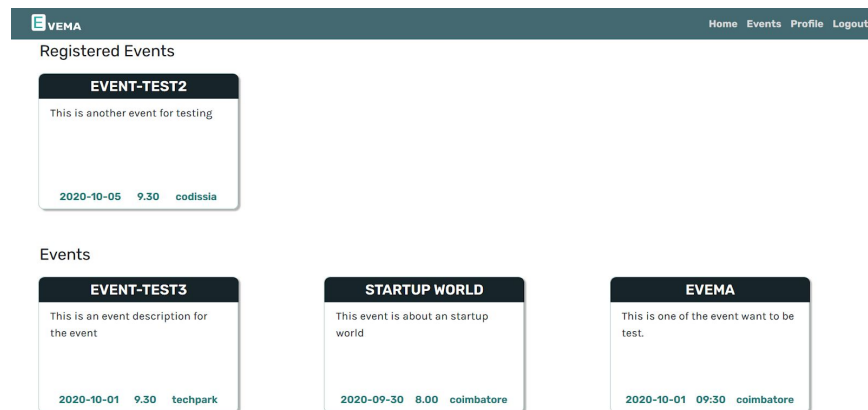 EVEMA
Home Events Profile Logout
Registered Events
EVENT-TEST2
This is another event for testing
2020-10-05 9.30 codissia
Events
EVENT-TEST3
This is an event description for
the event
2020-10-01 9.30 techpark
STARTUP WORLD
This event is about an startup
world
2020-09-30 8.00 coimbatore
EVEMA
This is one of the event want to be
test.
2020-10-01 09:30 coimbatore